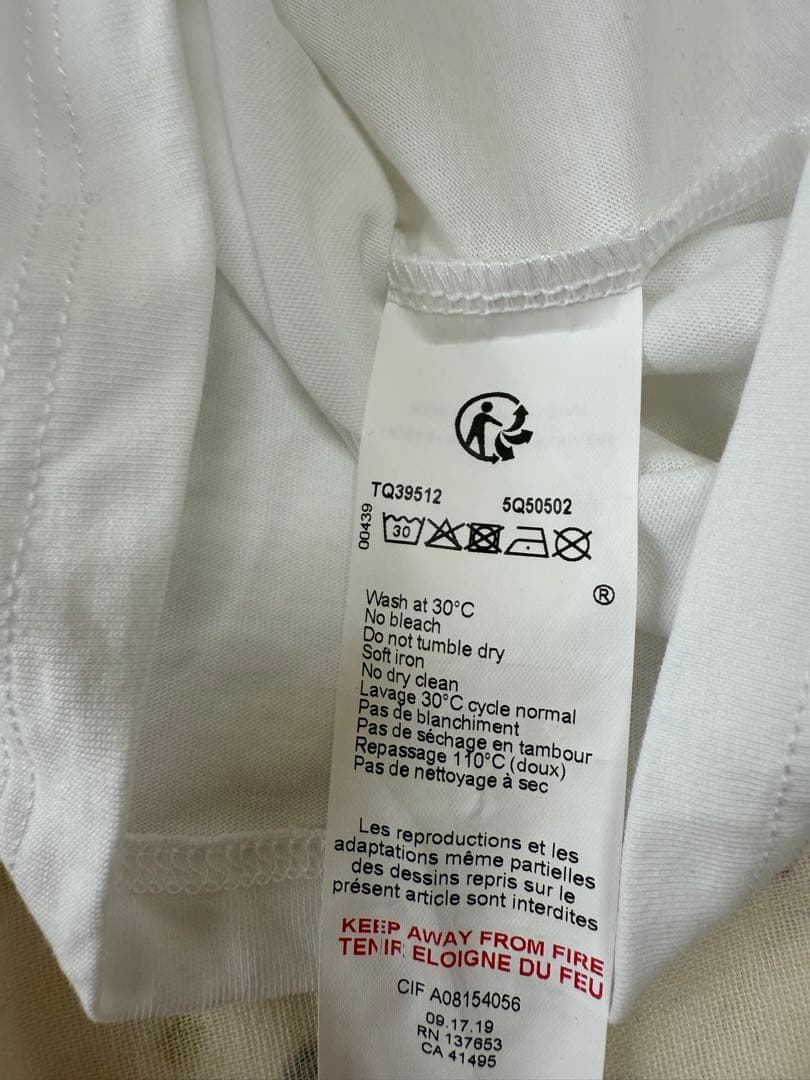 TQ39512 5Q50502
00439
30
®
Wash at 30°C
No bleach
Do not tumble dry
Soft iron
No dry clean
Lavage 30°C cycle normal
Pas de blanchiment
Pas de séchage en tambour
Repassage 110°C (doux)
Pas de nettoyage à sec
Les reproductions et les
adaptations même partielles
des dessins repris sur le
présent article sont interdites
KEEP AWAY FROM FIRE
TENIR ELOIGNE DU FEU
CIF A08154056
09.17.19
RN 137653
CA 41495